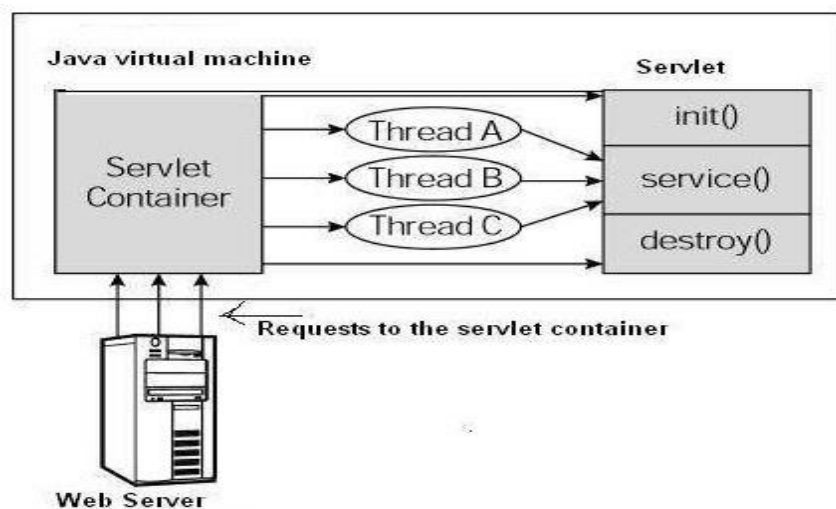 Java virtual machine
Servlet
Servlet
Container
Thread A
Thread B
Thread C
init()
service()
destroy()
Requests to the servlet container
Web Server